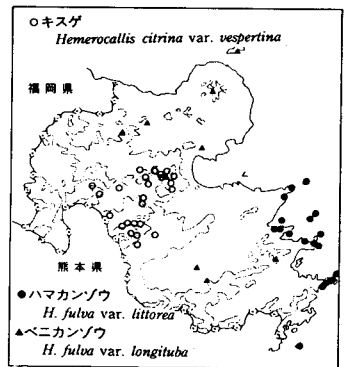 ○キスゲ
Hemerocallis citrina var. vespertina
福岡県
熊本県
●ハマカンゾウ
H. fulva var. littorea
▲ベニカンゾウ
H. fulva var. longituba